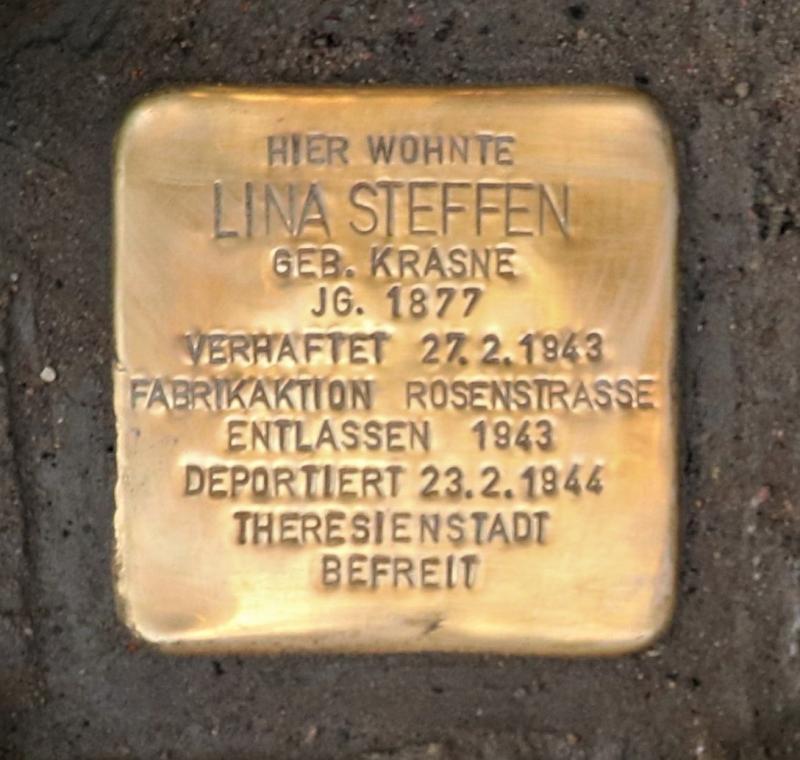 HIER WOHNTE
LINA STEFFEN
GEB. KRASNE
JG. 1877
VERHAFTET 27.2.1943
FABRIKAKTION ROSENSTRASSE
ENTLASSEN 1943
DEPORTIERT 23.2.1944
THERESIENSTADT
BEFREIT